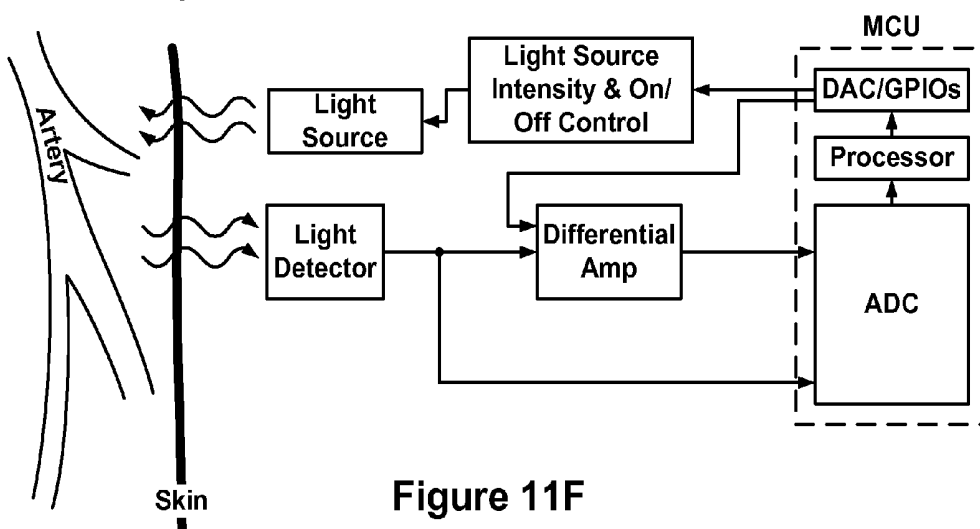 MCU
Light Source
Intensity & On/
Off Control
DAC/GPIOs
Light
Source
Artery
Processor
Light
Detector
Differential
Amp
ADC
Skin
Figure 11F